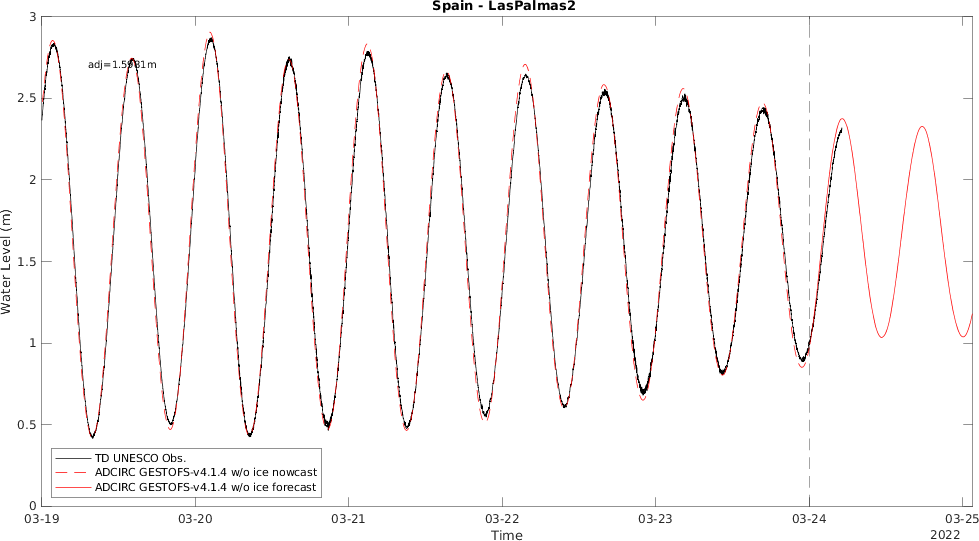 Spain - LasPalmas2
adj=1.5981m
3
2.5
2
1.5
1
0.5
0
Water Level (m)
TD UNESCO Obs.
ADCIRC GESTOFS-v4.1.4 w/o ice nowcast
ADCIRC GESTOFS-v4.1.4 w/o ice forecast
03-19 03-20 03-21 03-22 03-23 03-24 03-25
Time
2022